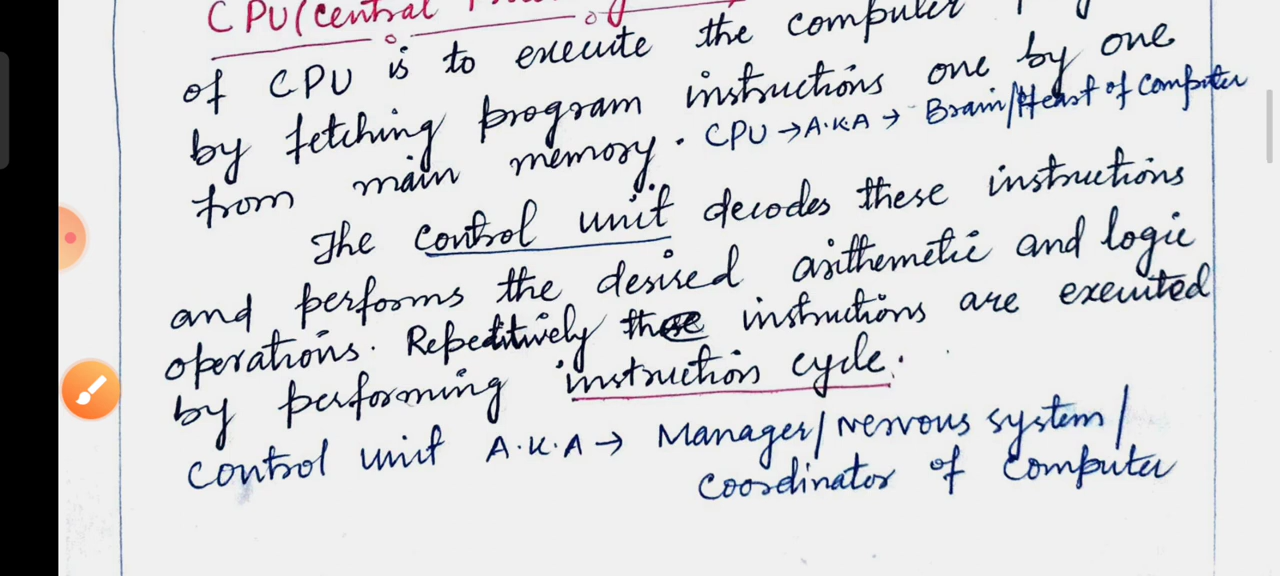 CPU (Central
of CPU is to execute the computer
by fetching program instructions one by one
from main memory. CPU → A.K.A → Brain/Heart of Computer
The control unit decodes these instructions
and performs the desired arithemetic and logic
operations. Repeditively these instructions are executed
by performing instruction cycle.
Control unit A.K.A → Manager/nervous system/
Coordinator of Computer